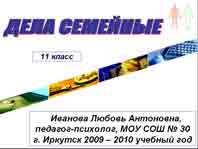 ДЕЛА СЕМЕЙНЫЕ
11 класс
Иванова Любовь Антоновна,
педагог-психолог, МОУ СОШ № 30
г. Иркутск 2009 – 2010 учебный год